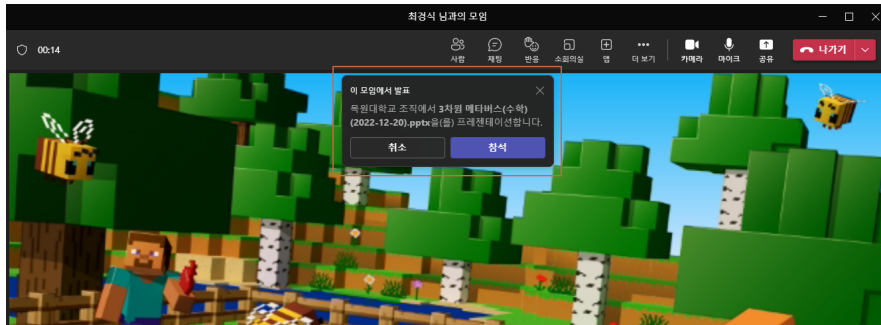 최경식 님과의 모임
00:14
사람 채팅 반응 소회의실 앱 더 보기 카메라 마이크 공유 나가기
이 모임에서 발표
목원대학교 조직에서 3차원 메타버스(수학)
(2022-12-20).pptx을(를) 프레젠테이션합니다.
취소 참석